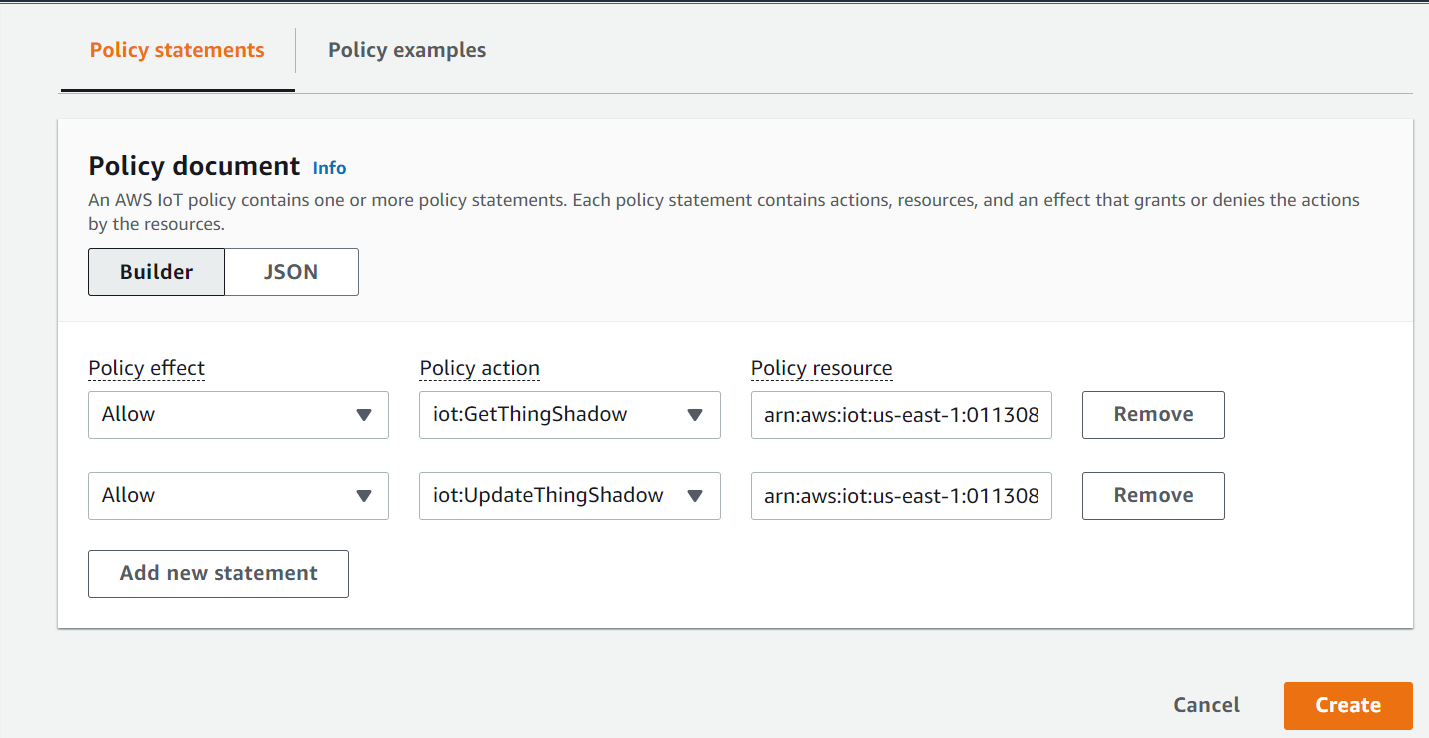 Policy statements Policy examples
Policy document Info
An AWS IoT policy contains one or more policy statements. Each policy statement contains actions, resources, and an effect that grants or denies the actions
by the resources.
Builder JSON
Policy effect Policy action Policy resource
Allow iot:GetThingShadow arn:aws:iot:us-east-1:011308 Remove
Allow iot:UpdateThingShadow arn:aws:iot:us-east-1:011308 Remove
Add new statement
Cancel Create